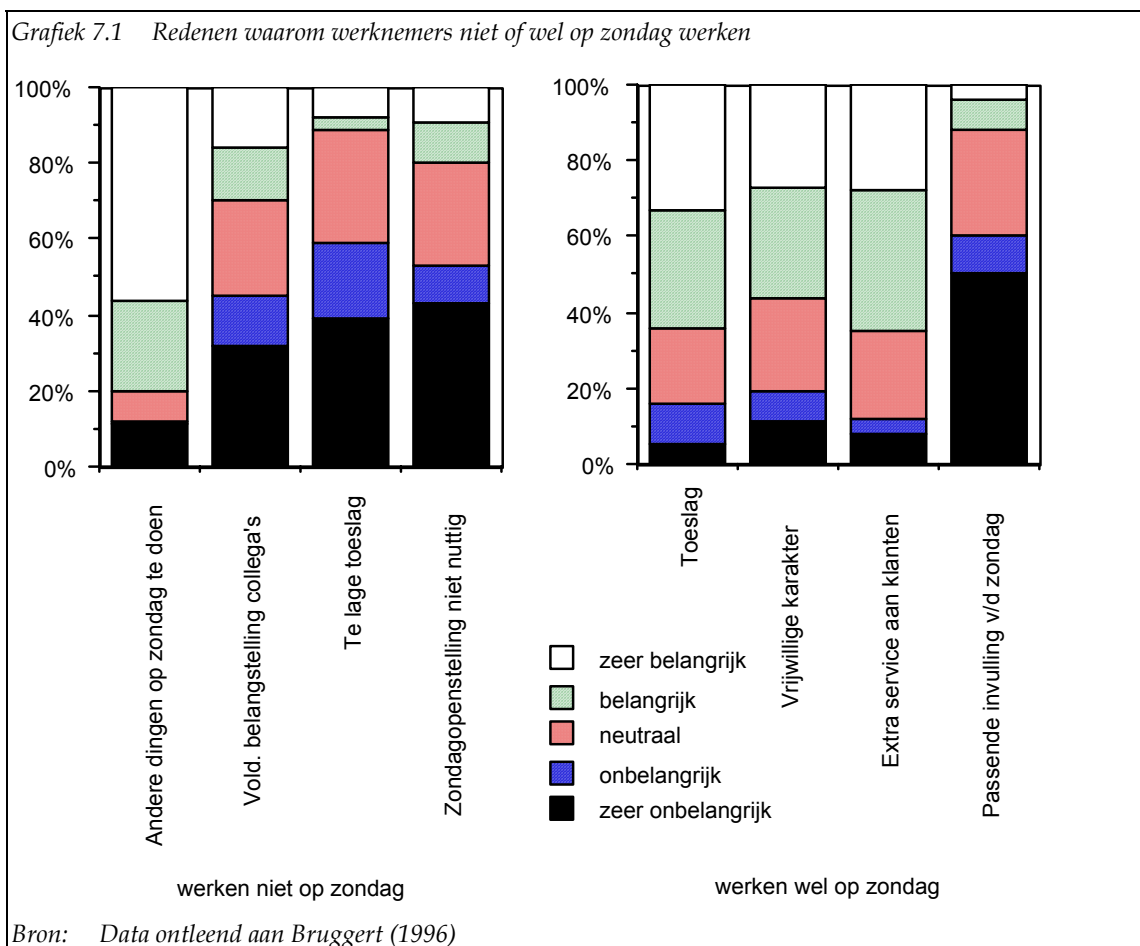 Grafiek 7.1 Redenen waarom werknemers niet of wel op zondag werken
100%
80%
60%
40%
20%
0%
Andere dingen op zondag te doen
Vold. belangstelling collega's
Te lage toeslag
Zondagopenstelling niet nuttig
werken niet op zondag
100%
80%
60%
40%
20%
0%
Toeslag
Vrijwillige karakter
Extra service aan klanten
Passende invulling v/d zondag
zeer belangrijk
belangrijk
neutraal
onbelangrijk
zeer onbelangrijk
werken wel op zondag
Bron: Data ontleend aan Bruggert (1996)